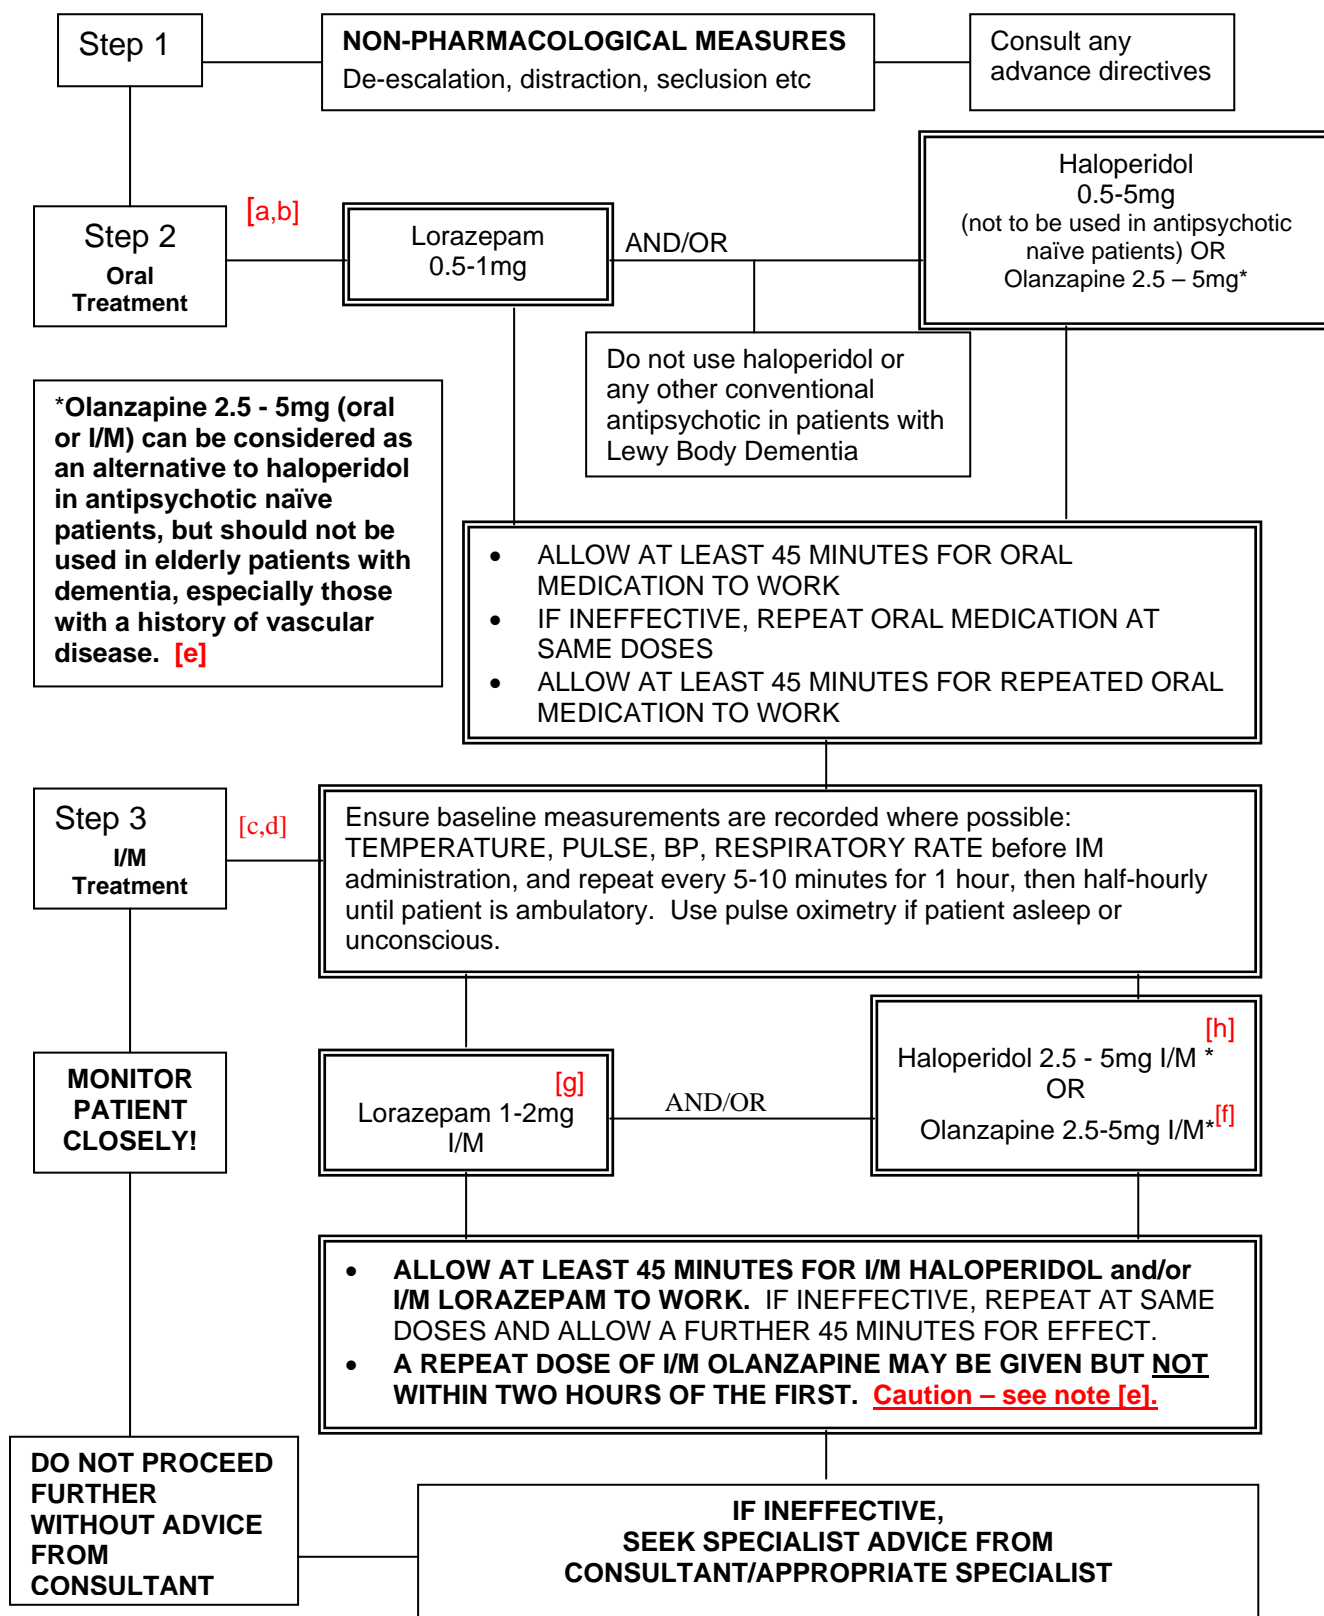 Step 1
NON-PHARMACOLOGICAL MEASURES
De-escalation, distraction, seclusion etc
Consult any
advance directives
Step 2
Oral
Treatment
[a,b]
Lorazepam
0.5-1mg
AND/OR
Haloperidol
0.5-5mg
(not to be used in antipsychotic
naïve patients) OR
Olanzapine 2.5 – 5mg*
Do not use haloperidol or
any other conventional
antipsychotic in patients with
Lewy Body Dementia
*Olanzapine 2.5 - 5mg (oral
or I/M) can be considered as
an alternative to haloperidol
in antipsychotic naïve
patients, but should not be
used in elderly patients with
dementia, especially those
with a history of vascular
disease. [e]
• ALLOW AT LEAST 45 MINUTES FOR ORAL
MEDICATION TO WORK
• IF INEFFECTIVE, REPEAT ORAL MEDICATION AT
SAME DOSES
• ALLOW AT LEAST 45 MINUTES FOR REPEATED ORAL
MEDICATION TO WORK
Step 3
I/M
Treatment
[c,d]
Ensure baseline measurements are recorded where possible:
TEMPERATURE, PULSE, BP, RESPIRATORY RATE before IM
administration, and repeat every 5-10 minutes for 1 hour, then half-hourly
until patient is ambulatory. Use pulse oximetry if patient asleep or
unconscious.
MONITOR
PATIENT
CLOSELY!
[g]
Lorazepam 1-2mg
I/M
AND/OR
[h]
Haloperidol 2.5 - 5mg I/M *
OR
Olanzapine 2.5-5mg I/M*[f]
• ALLOW AT LEAST 45 MINUTES FOR I/M HALOPERIDOL and/or
I/M LORAZEPAM TO WORK. IF INEFFECTIVE, REPEAT AT SAME
DOSES AND ALLOW A FURTHER 45 MINUTES FOR EFFECT.
• A REPEAT DOSE OF I/M OLANZAPINE MAY BE GIVEN BUT NOT
WITHIN TWO HOURS OF THE FIRST. Caution – see note [e].
DO NOT PROCEED
FURTHER
WITHOUT ADVICE
FROM
CONSULTANT
IF INEFFECTIVE,
SEEK SPECIALIST ADVICE FROM
CONSULTANT/APPROPRIATE SPECIALIST